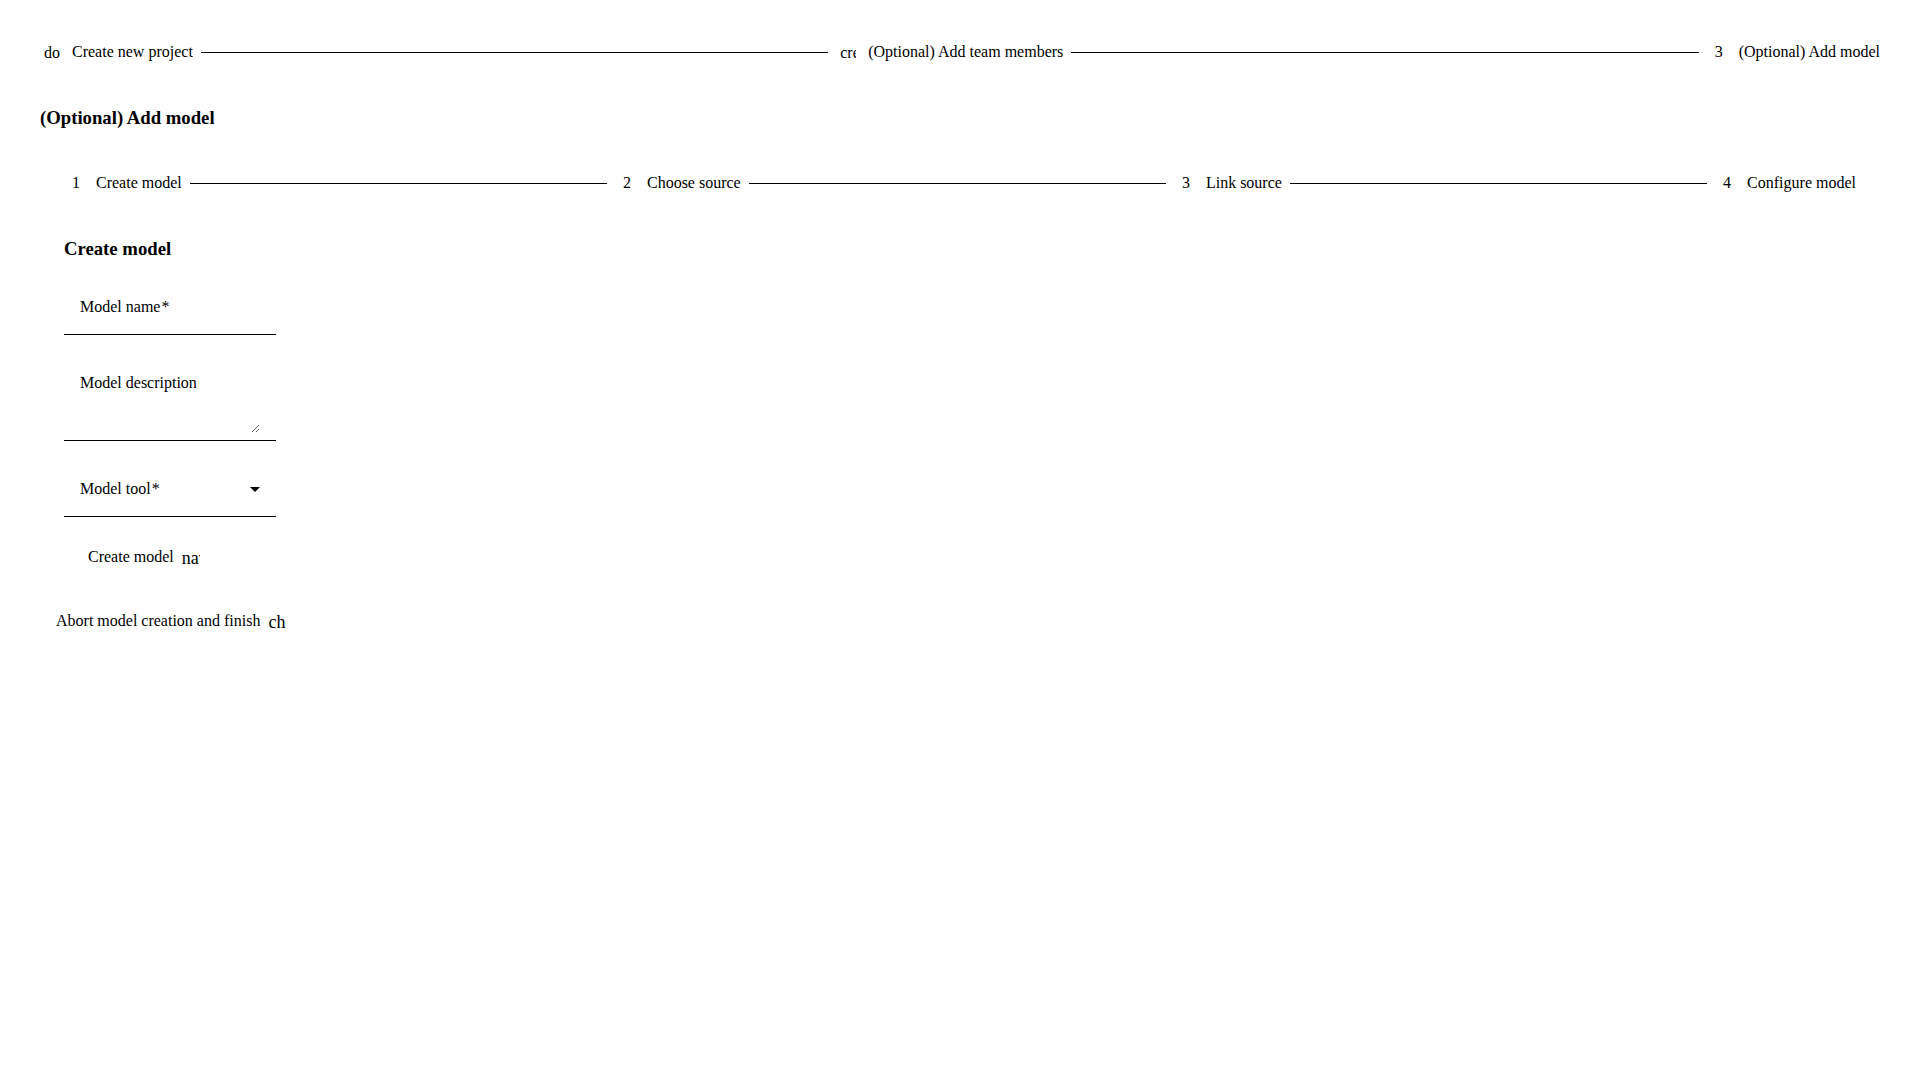 do Create new project cre (Optional) Add team members 3 (Optional) Add model
(Optional) Add model
1 Create model 2 Choose source 3 Link source 4 Configure model
Create model
Model name*
Model description
Model tool*
Create model na
Abort model creation and finish ch